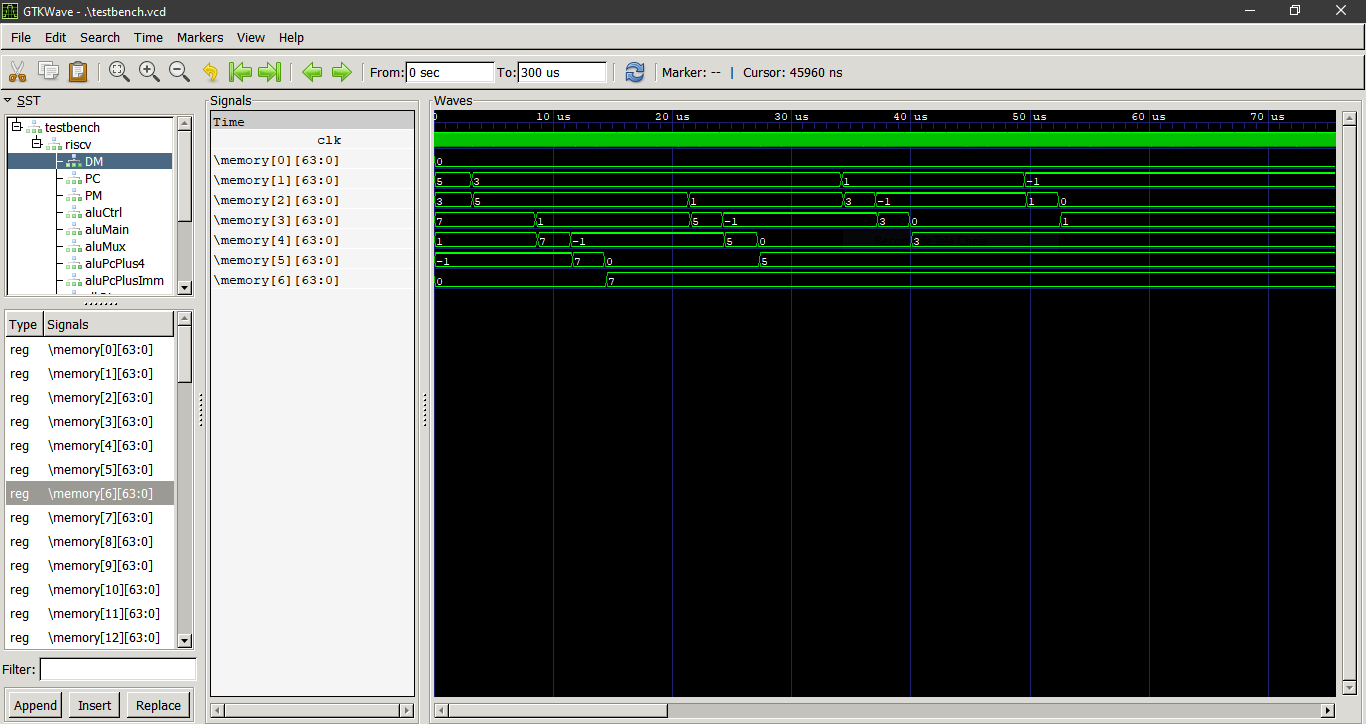 GTKWave - .\testbench.vcd
File Edit Search Time Markers View Help
From: 0 sec To: 300 us Marker: -- | Cursor: 45960 ns
SST
testbench
riscv
DM
PC
PM
aluCtrl
aluMain
aluMux
aluPcPlus4
aluPcPlusImm
Type Signals
reg \memory[0][63:0]
reg \memory[1][63:0]
reg \memory[2][63:0]
reg \memory[3][63:0]
reg \memory[4][63:0]
reg \memory[5][63:0]
reg \memory[6][63:0]
reg \memory[7][63:0]
reg \memory[8][63:0]
reg \memory[9][63:0]
reg \memory[10][63:0]
reg \memory[11][63:0]
reg \memory[12][63:0]
Filter:
Append Insert Replace
Signals
Time
clk
\memory[0][63:0]
\memory[1][63:0]
\memory[2][63:0]
\memory[3][63:0]
\memory[4][63:0]
\memory[5][63:0]
\memory[6][63:0]
Waves
0 10 us 20 us 30 us 40 us 50 us 60 us 70 us
0
5 3 1 -1
3 5 1 3 -1 1 0
7 1 5 -1 3 0 1
1 7 -1 5 0 3
-1 7 0 5
0 7